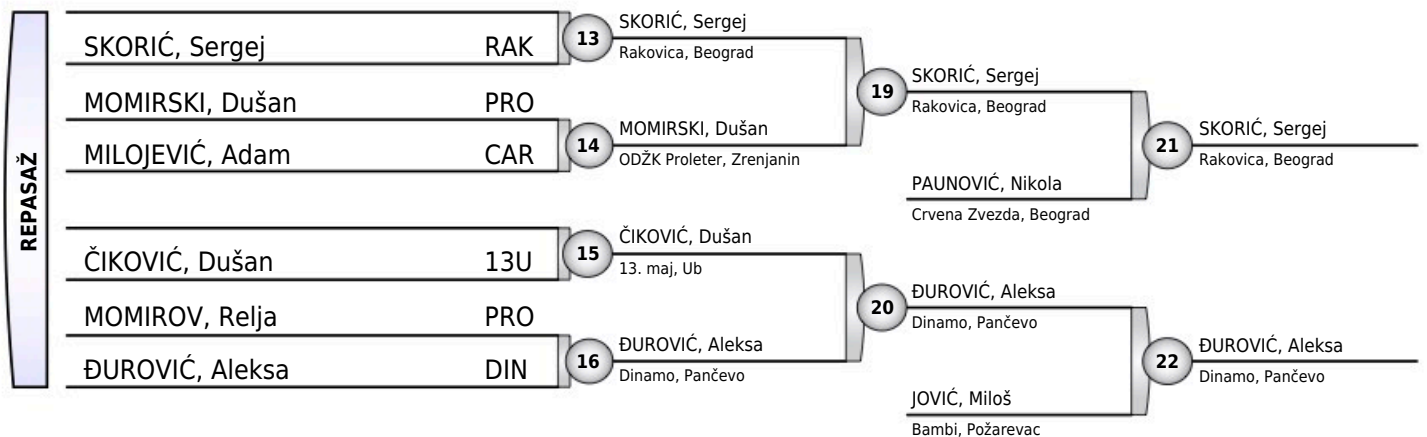 REPASAŽ
SKORIĆ, Sergej RAK
MOMIRSKI, Dušan PRO
MILOJEVIĆ, Adam CAR
ČIKOVIĆ, Dušan 13U
MOMIROV, Relja PRO
ĐUROVIĆ, Aleksa DIN
13
SKORIĆ, Sergej
Rakovica, Beograd
14
MOMIRSKI, Dušan
ODŽK Proleter, Zrenjanin
15
ČIKOVIĆ, Dušan
13. maj, Ub
16
ĐUROVIĆ, Aleksa
Dinamo, Pančevo
19
SKORIĆ, Sergej
Rakovica, Beograd
PAUNOVIĆ, Nikola
Crvena Zvezda, Beograd
20
ĐUROVIĆ, Aleksa
Dinamo, Pančevo
JOVIĆ, Miloš
Bambi, Požarevac
21
SKORIĆ, Sergej
Rakovica, Beograd
22
ĐUROVIĆ, Aleksa
Dinamo, Pančevo